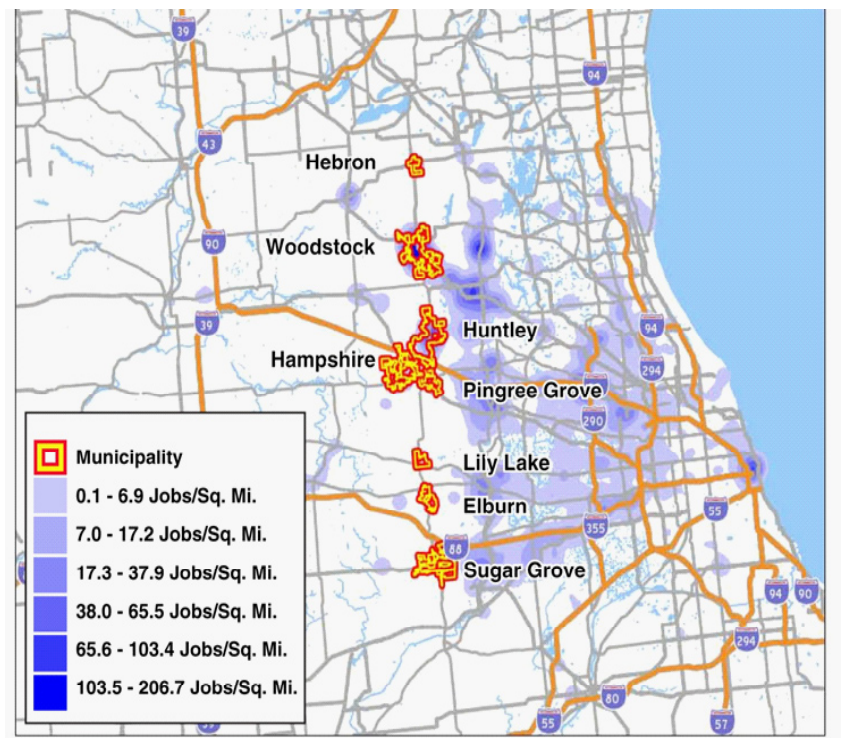 39
94
43
Hebron
90
Woodstock
39
94
Huntley
294
Hampshire
Pingree Grove
290
Municipality
Lily Lake
0.1 - 6.9 Jobs/Sq. Mi.
Elburn
55
7.0 - 17.2 Jobs/Sq. Mi.
355
88
17.3 - 37.9 Jobs/Sq. Mi.
Sugar Grove
94
90
38.0 - 65.5 Jobs/Sq. Mi.
294
65.6 - 103.4 Jobs/Sq. Mi.
103.5 - 206.7 Jobs/Sq. Mi.
80
55
57